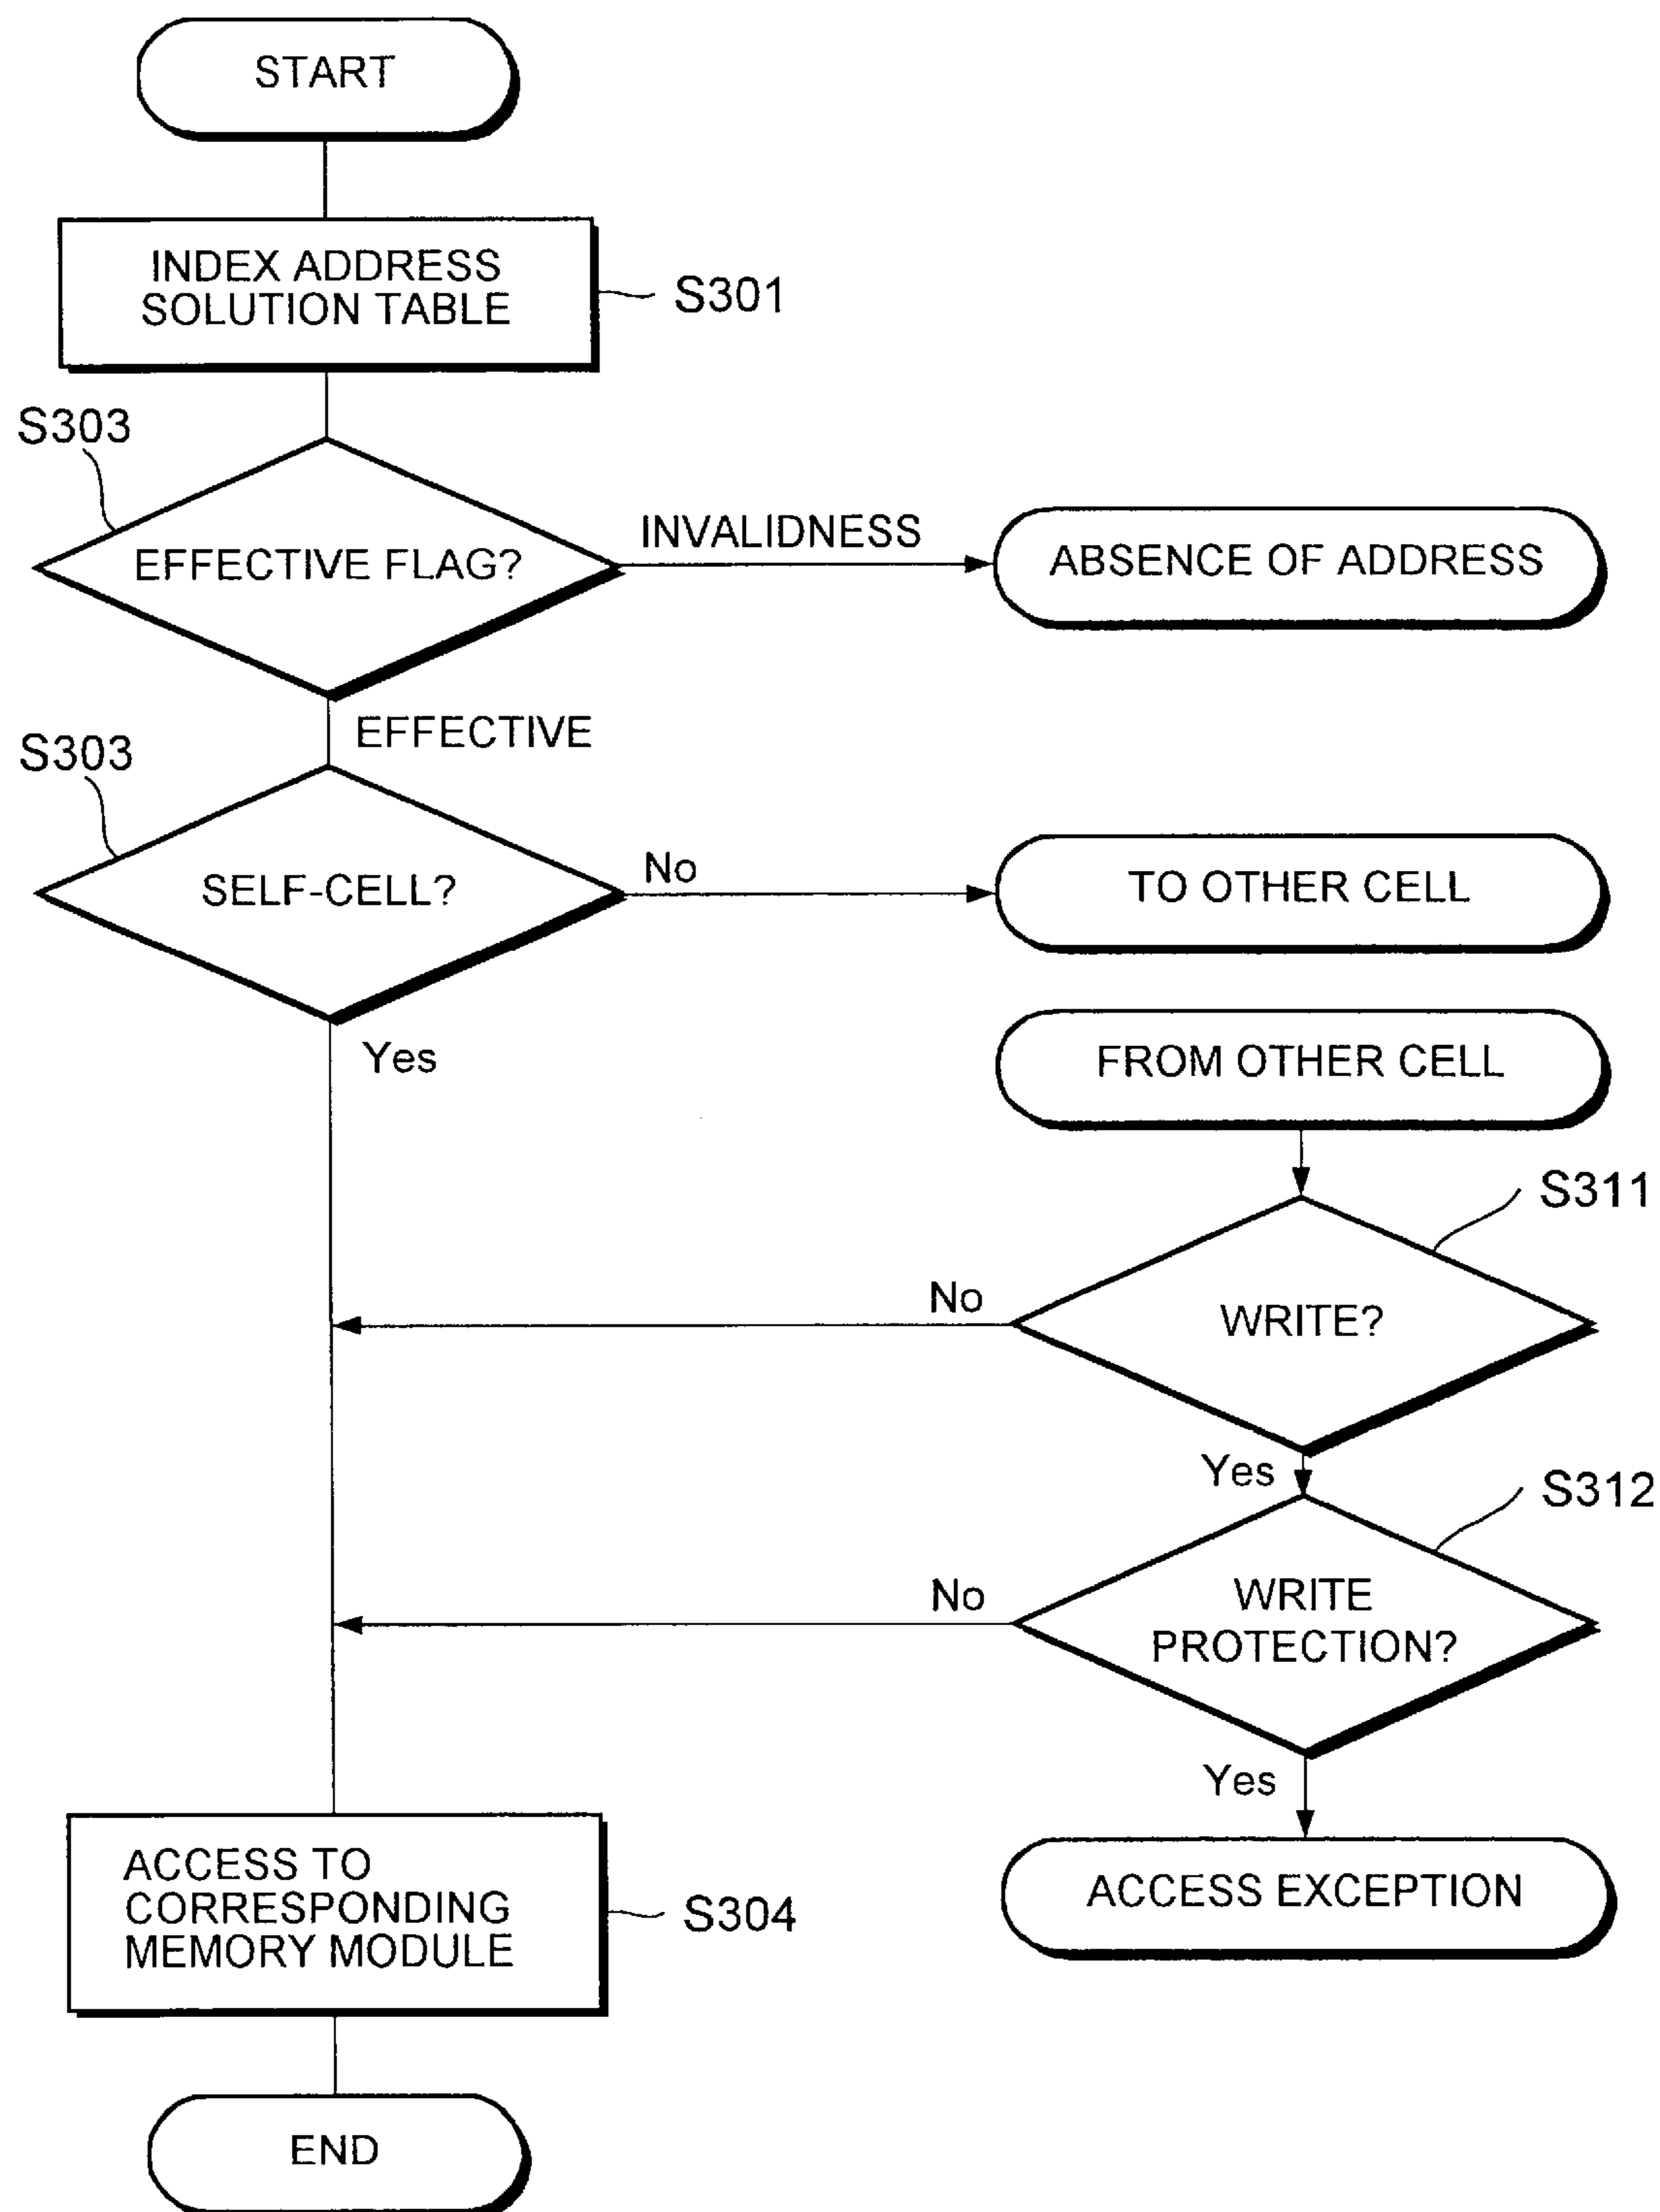 START
INDEX ADDRESS
SOLUTION TABLE
S301
S303
EFFECTIVE FLAG?
INVALIDNESS
ABSENCE OF ADDRESS
EFFECTIVE
S303
SELF-CELL?
No
TO OTHER CELL
Yes
FROM OTHER CELL
S311
WRITE?
No
Yes
S312
WRITE
PROTECTION?
No
Yes
ACCESS EXCEPTION
ACCESS TO
CORRESPONDING
MEMORY MODULE
S304
END